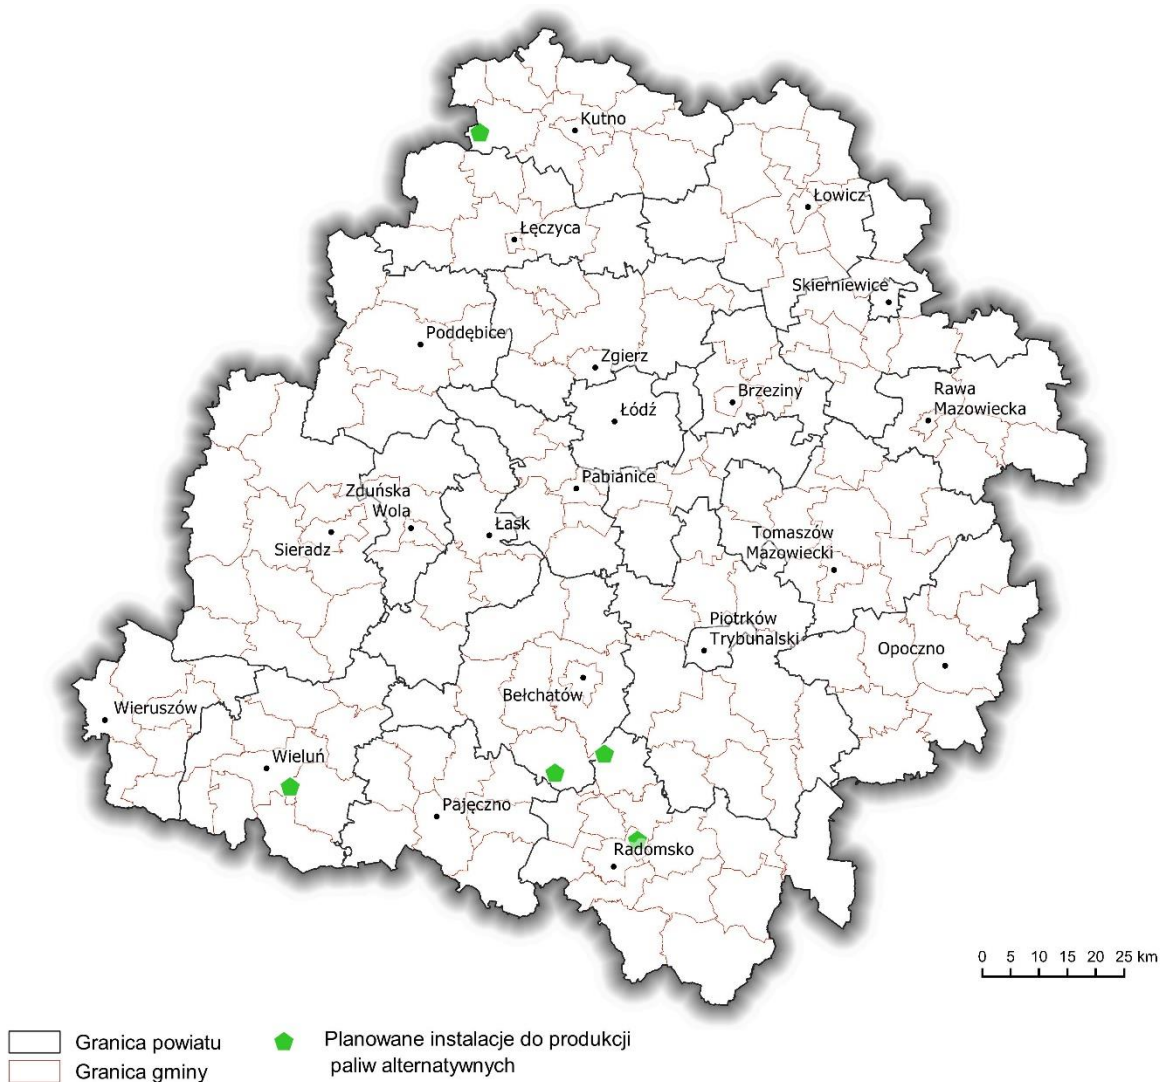 Kutno
Łowicz
Łęczyca
Skierniewice
Poddębice
Zgierz
Brzeziny
Rawa
Mazowiecka
Łódź
Pabianice
Zduńska
Wola
Łask
Sieradz
Tomaszów
Mazowiecki
Piotrków
Trybunalski
Opoczno
Bełchatów
Wieruszów
Wieluń
Pajęczno
Radomsko
0 5 10 15 20 25 km
Granica powiatu
Granica gminy
Planowane instalacje do produkcji
paliw alternatywnych